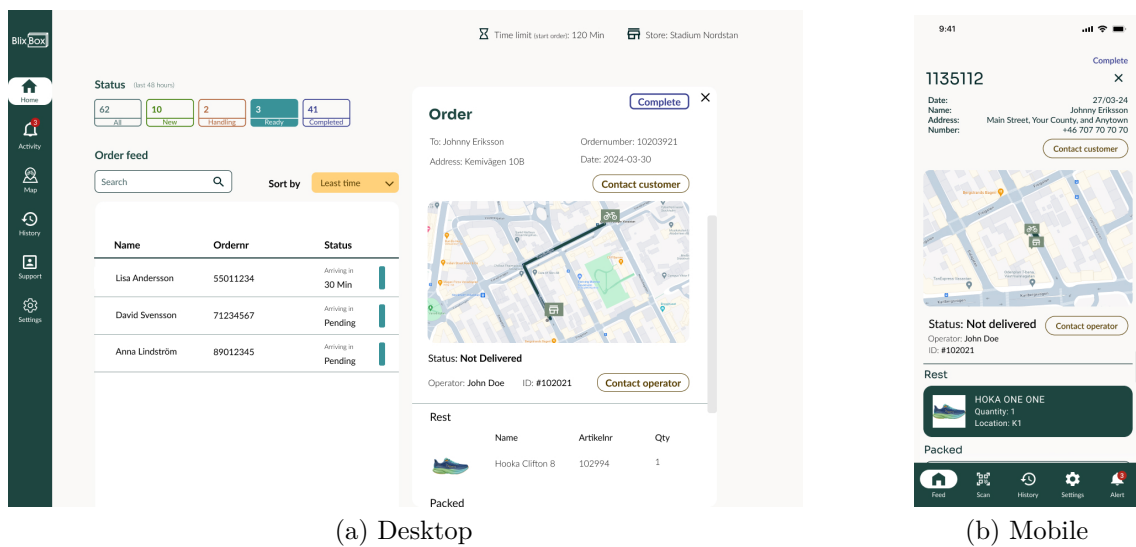 Blix Box
Home
3
Activity
Map
History
Support
Settings
Time limit (start order): 120 Min
Store: Stadium Nordstan
Status (last 48 hours)
62 All
10 New
2 Handling
3 Ready
41 Completed
Order feed
Search
Sort by
Least time
Name Ordernr Status
Lisa Andersson 55011234 Arriving in 30 Min
David Svensson 71234567 Arriving in Pending
Anna Lindström 89012345 Arriving in Pending
Order
Complete
To: Johnny Eriksson
Ordernumber: 10203921
Address: Kemivägen 10B
Date: 2024-03-30
Contact customer
Status: Not Delivered
Operator: John Doe ID: #102021
Contact operator
Rest
Name Artikelnr Qty
Hooka Clifton 8 102994 1
Packed
(a) Desktop
9:41
Complete
1135112
Date: 27/03-24
Name: Johnny Eriksson
Address: Main Street, Your County, and Anytown
Number: +46 707 70 70 70
Contact customer
Status: Not delivered
Contact operator
Operator: John Doe
ID: #102021
Rest
HOKA ONE ONE
Quantity: 1
Location: K1
Packed
Feed
Scan
History
Settings
3
Alert
(b) Mobile